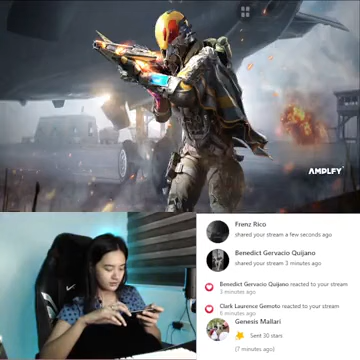 AMPLFY
Frenz Rico
shared your stream a few seconds ago
Benedict Gervacio Quijano
shared your stream 3 minutes ago
Benedict Gervacio Quijano reacted to your stream
3 minutes ago
Clark Laurence Gemoto reacted to your stream
6 minutes ago
Genesis Mallari
Sent 30 stars
(7 minutes ago)